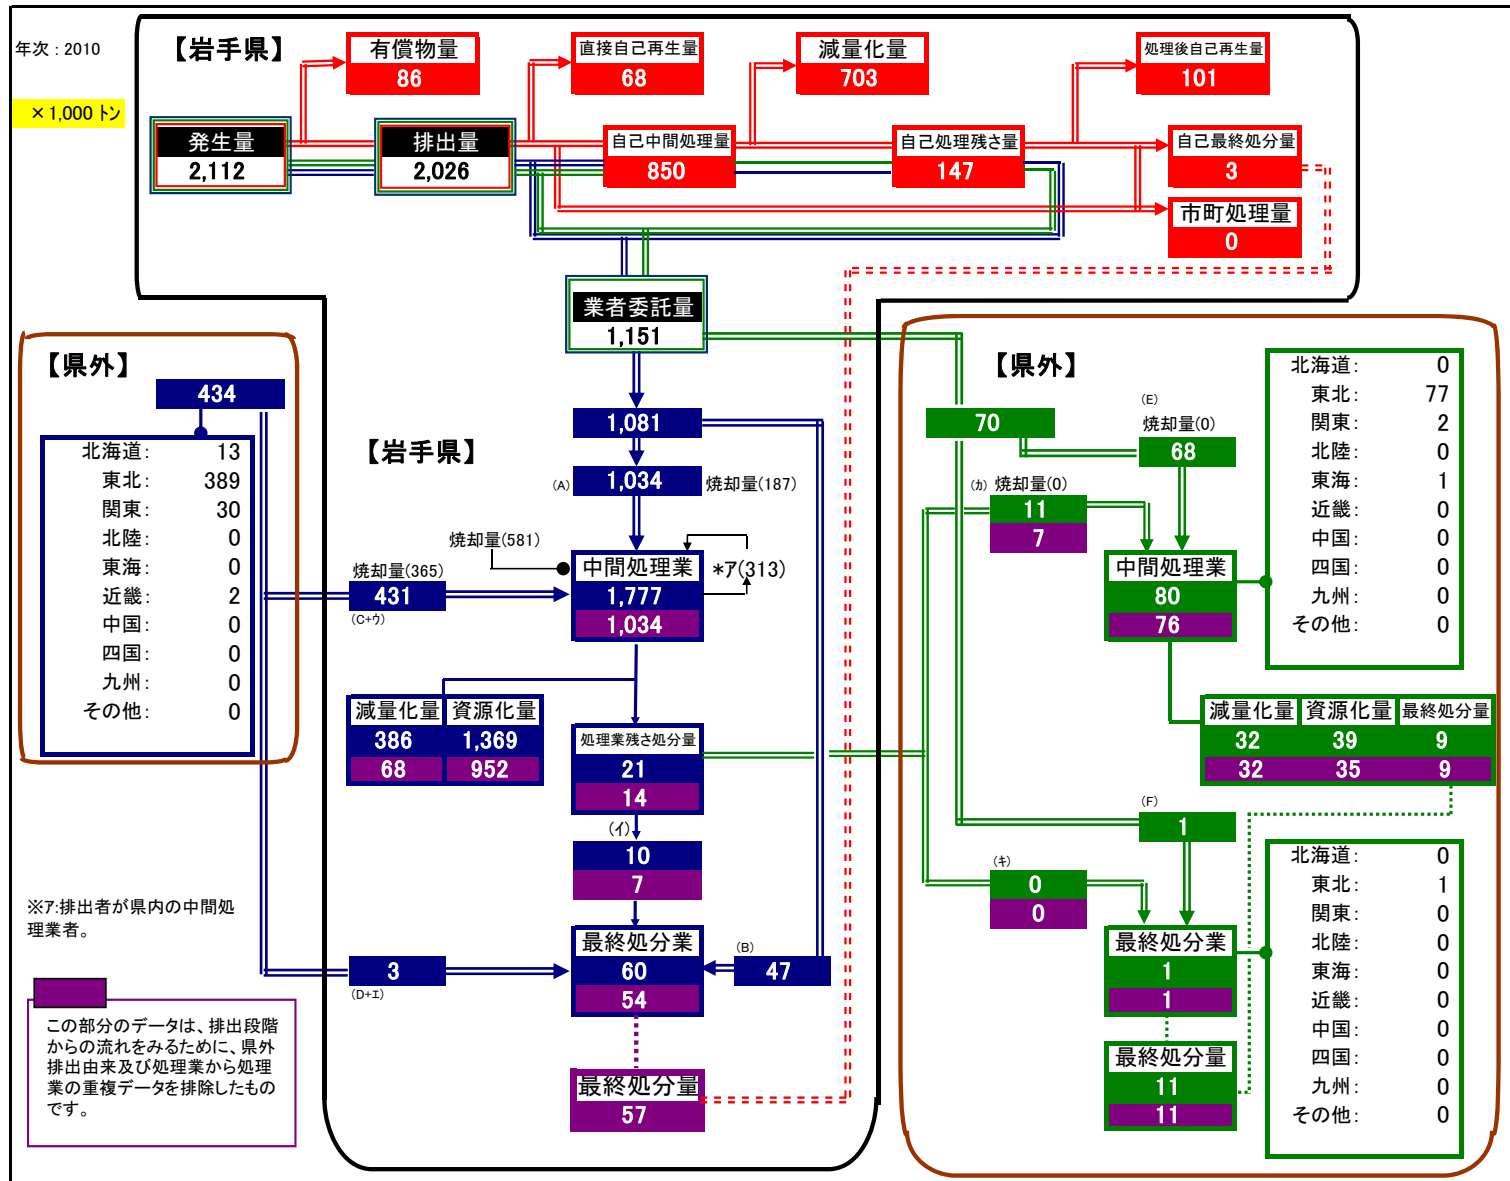 年次 : 2010
×1,000 トン
【岩手県】
有償物量
86
直接自己再生量
68
減量化量
703
処理後自己再生量
101
発生量
2,112
排出量
2,026
自己中間処理量
850
自己処理残さ量
147
自己最終処分量
3
市町処理量
0
業者委託量
1,151
【県外】
434
北海道: 13
東北: 389
関東: 30
北陸: 0
東海: 0
近畿: 2
中国: 0
四国: 0
九州: 0
その他: 0
【岩手県】
1,081
(A)
1,034
焼却量(187)
焼却量(581)
焼却量(365)
431
(C+ウ)
中間処理業
1,777
1,034
*ア(313)
減量化量
386
68
資源化量
1,369
952
処理業残さ処分量
21
14
(イ)
10
7
最終処分業
60
54
(B)
47
3
(D+エ)
最終処分量
57
【県外】
70
(E)
焼却量(0)
68
(カ) 焼却量(0)
11
7
中間処理業
80
76
北海道: 0
東北: 77
関東: 2
北陸: 0
東海: 1
近畿: 0
中国: 0
四国: 0
九州: 0
その他: 0
減量化量
32
32
資源化量
39
35
最終処分量
9
9
(F)
1
(キ)
0
0
最終処分業
1
1
最終処分量
11
11
北海道: 0
東北: 1
関東: 0
北陸: 0
東海: 0
近畿: 0
中国: 0
四国: 0
九州: 0
その他: 0
※ア:排出者が県内の中間処
理業者。
この部分のデータは、排出段階
からの流れをみるために、県外
排出由来及び処理業から処理
業の重複データを排除したもの
です。